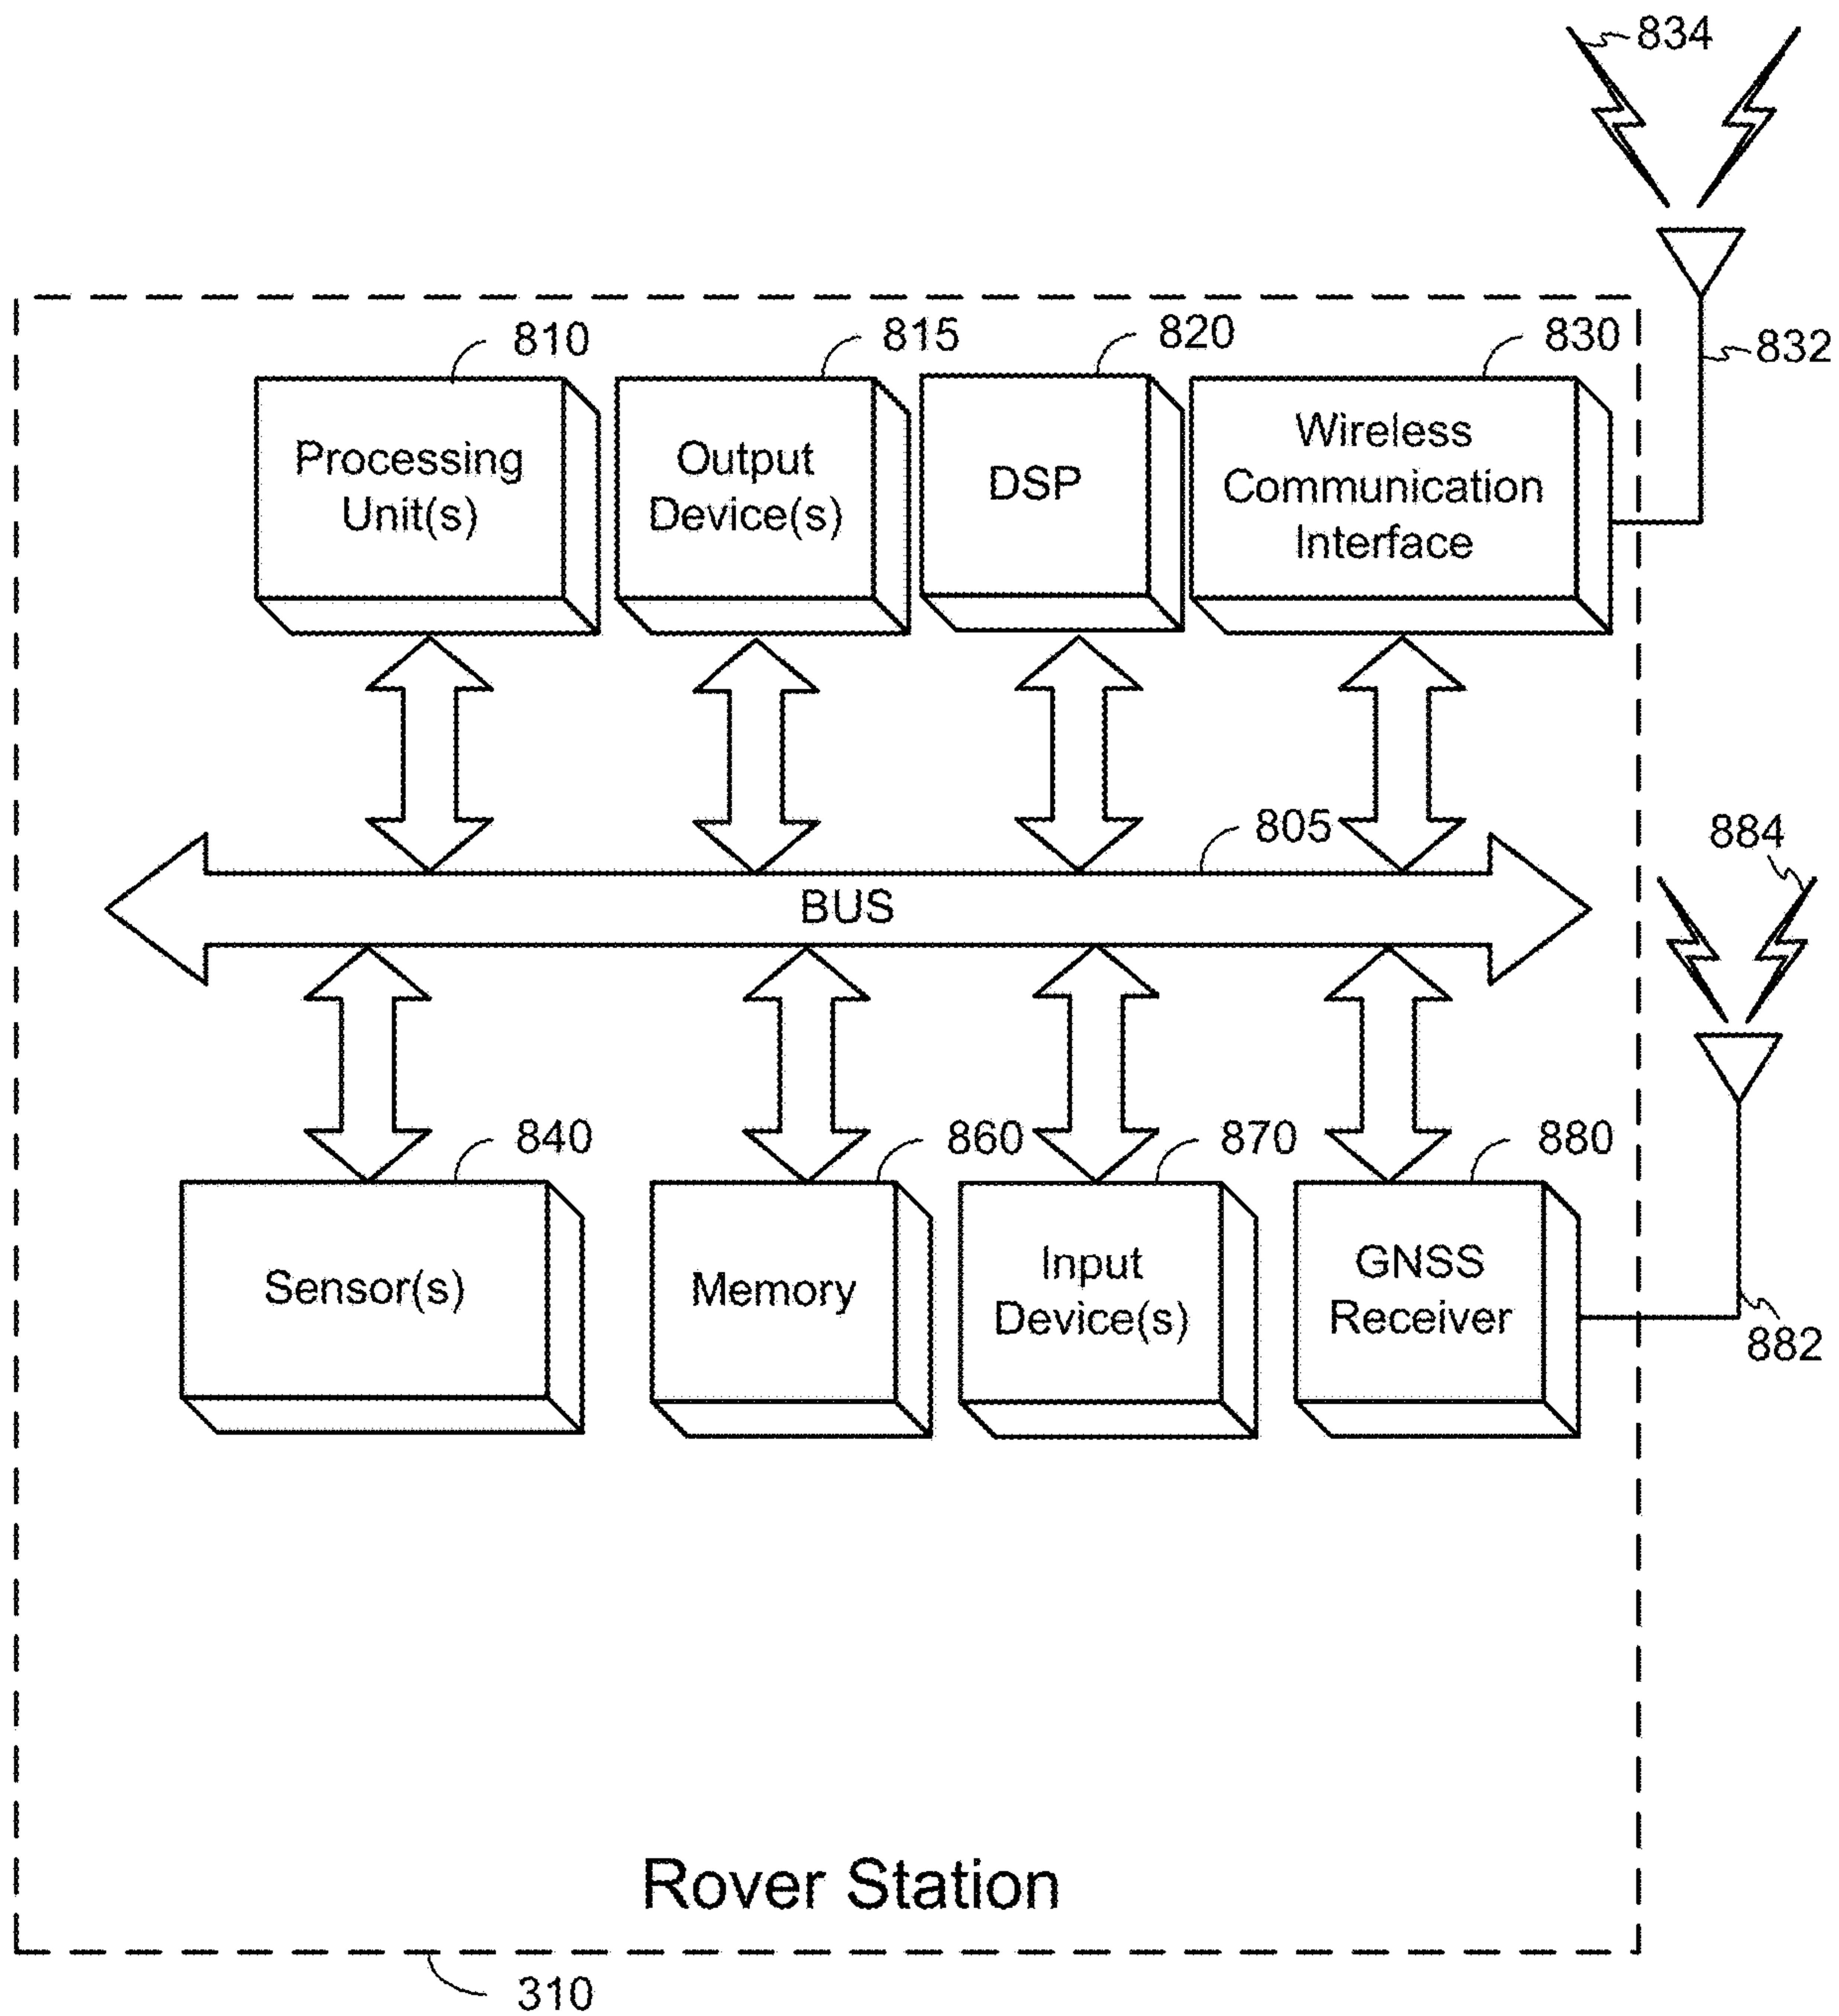 834
832
810
815
820
830
Processing
Unit(s)
Output
Device(s)
DSP
Wireless
Communication
Interface
805
BUS
884
882
840
860
870
880
Sensor(s)
Memory
Input
Device(s)
GNSS
Receiver
Rover Station
310